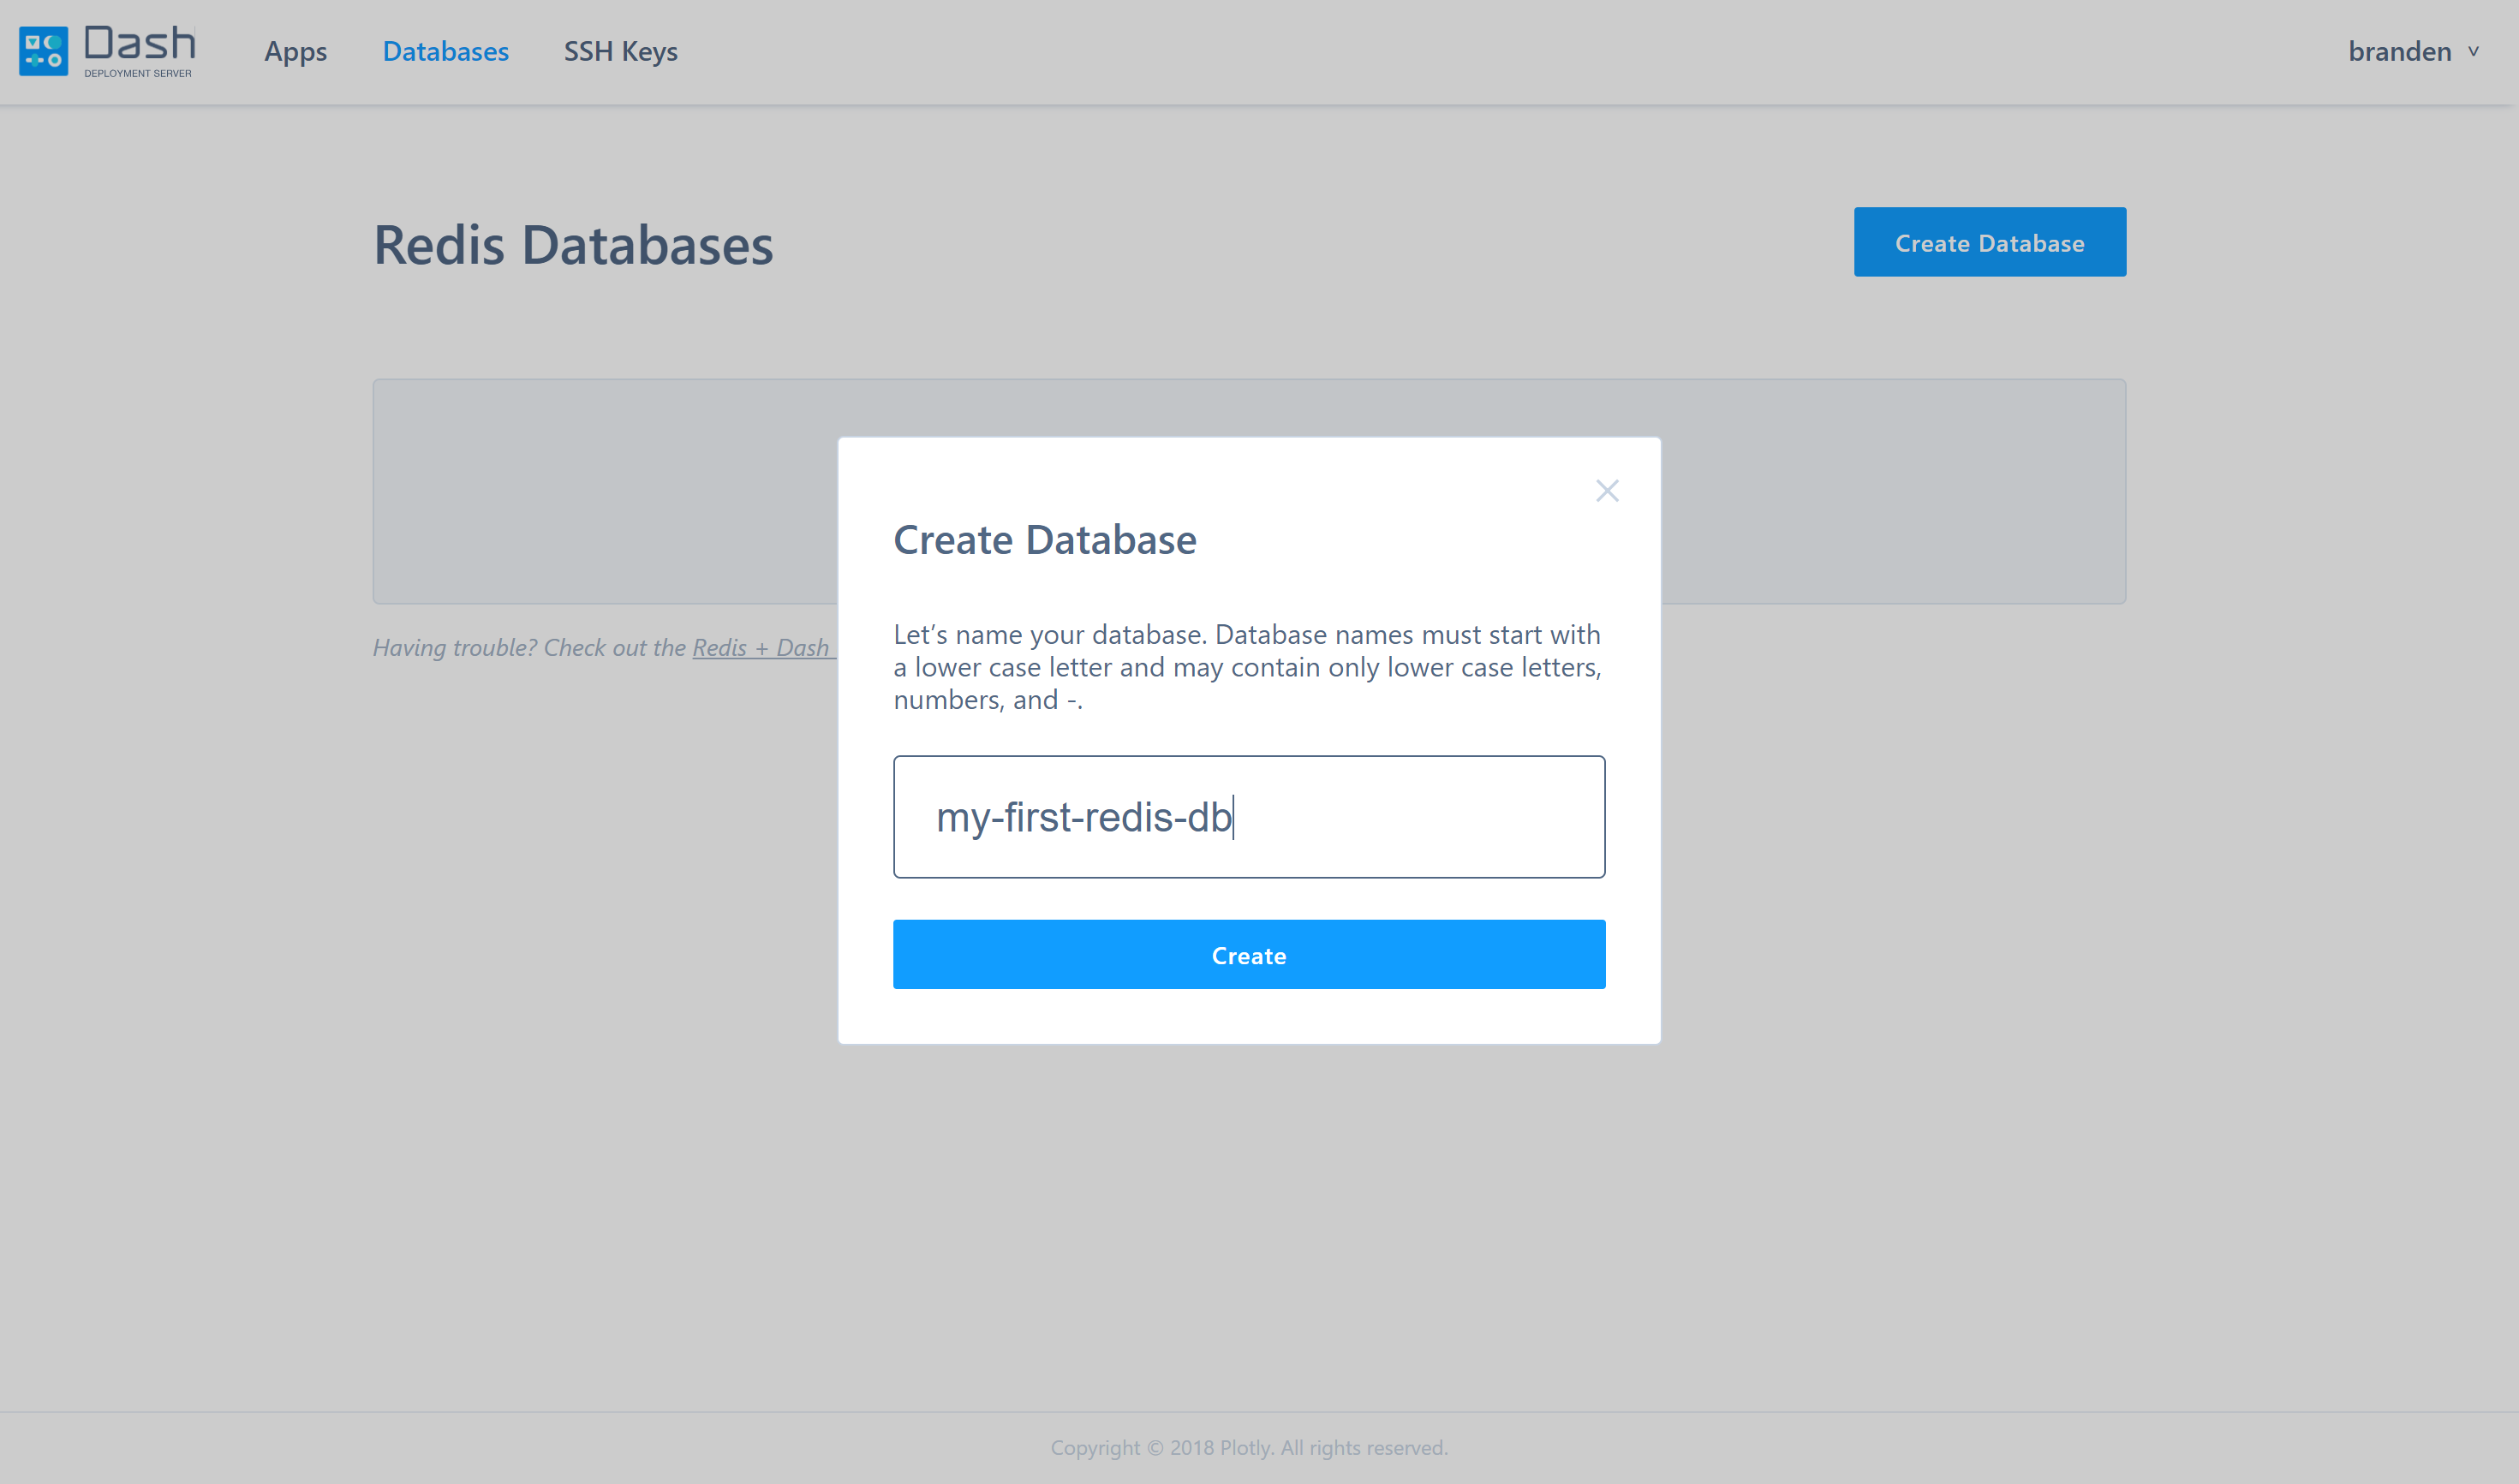 Dash
DEPLOYMENT SERVER
Apps
Databases
SSH Keys
branden
Redis Databases
Create Database
Having trouble? Check out the Redis + Dash
Create Database
Let’s name your database. Database names must start with
a lower case letter and may contain only lower case letters,
numbers, and -.
my-first-redis-db
Create
Copyright © 2018 Plotly. All rights reserved.